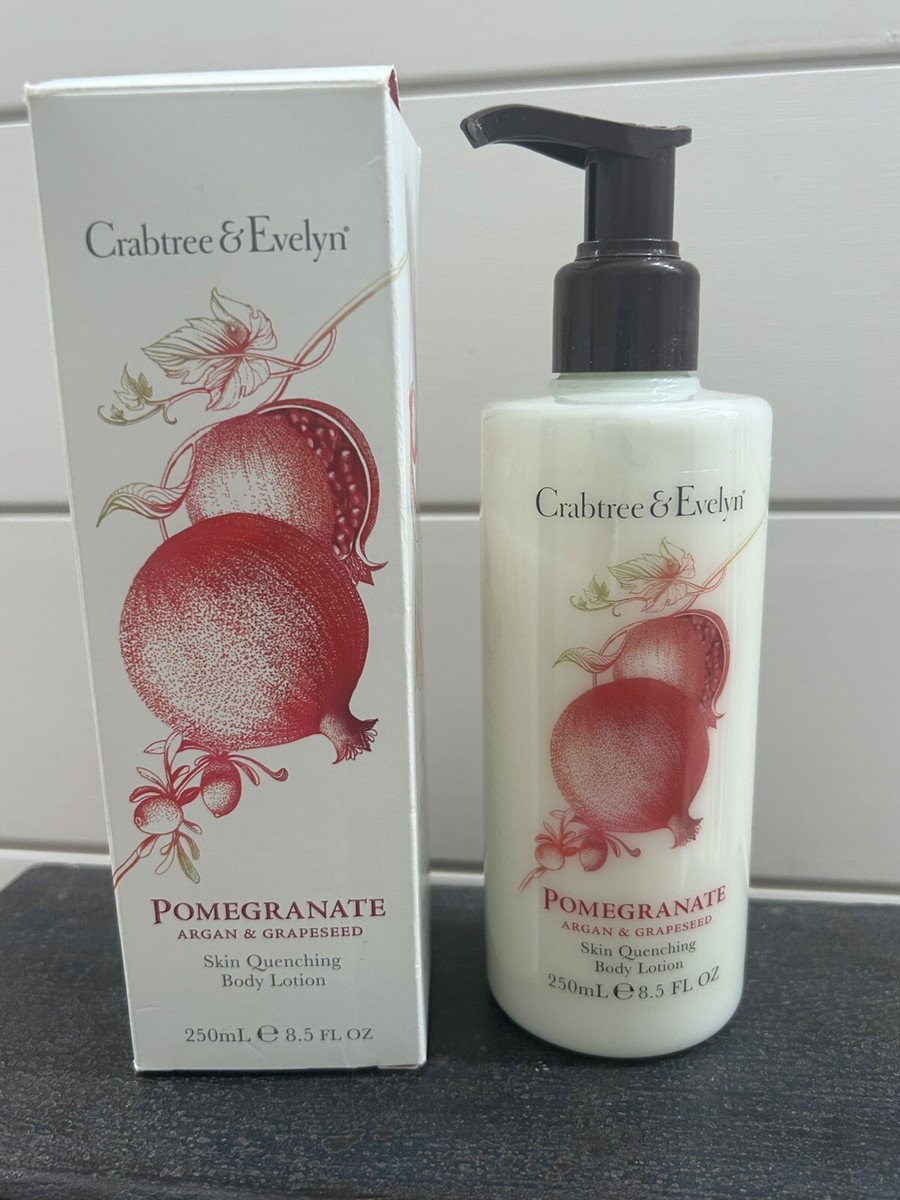 Crabtree & Evelyn®
POMEGRANATE
ARGAN & GRAPESEED
Skin Quenching
Body Lotion
250mL ℮ 8.5 FL OZ
Crabtree & Evelyn®
POMEGRANATE
ARGAN & GRAPESEED
Skin Quenching
Body Lotion
250mL ℮ 8.5 FL OZ